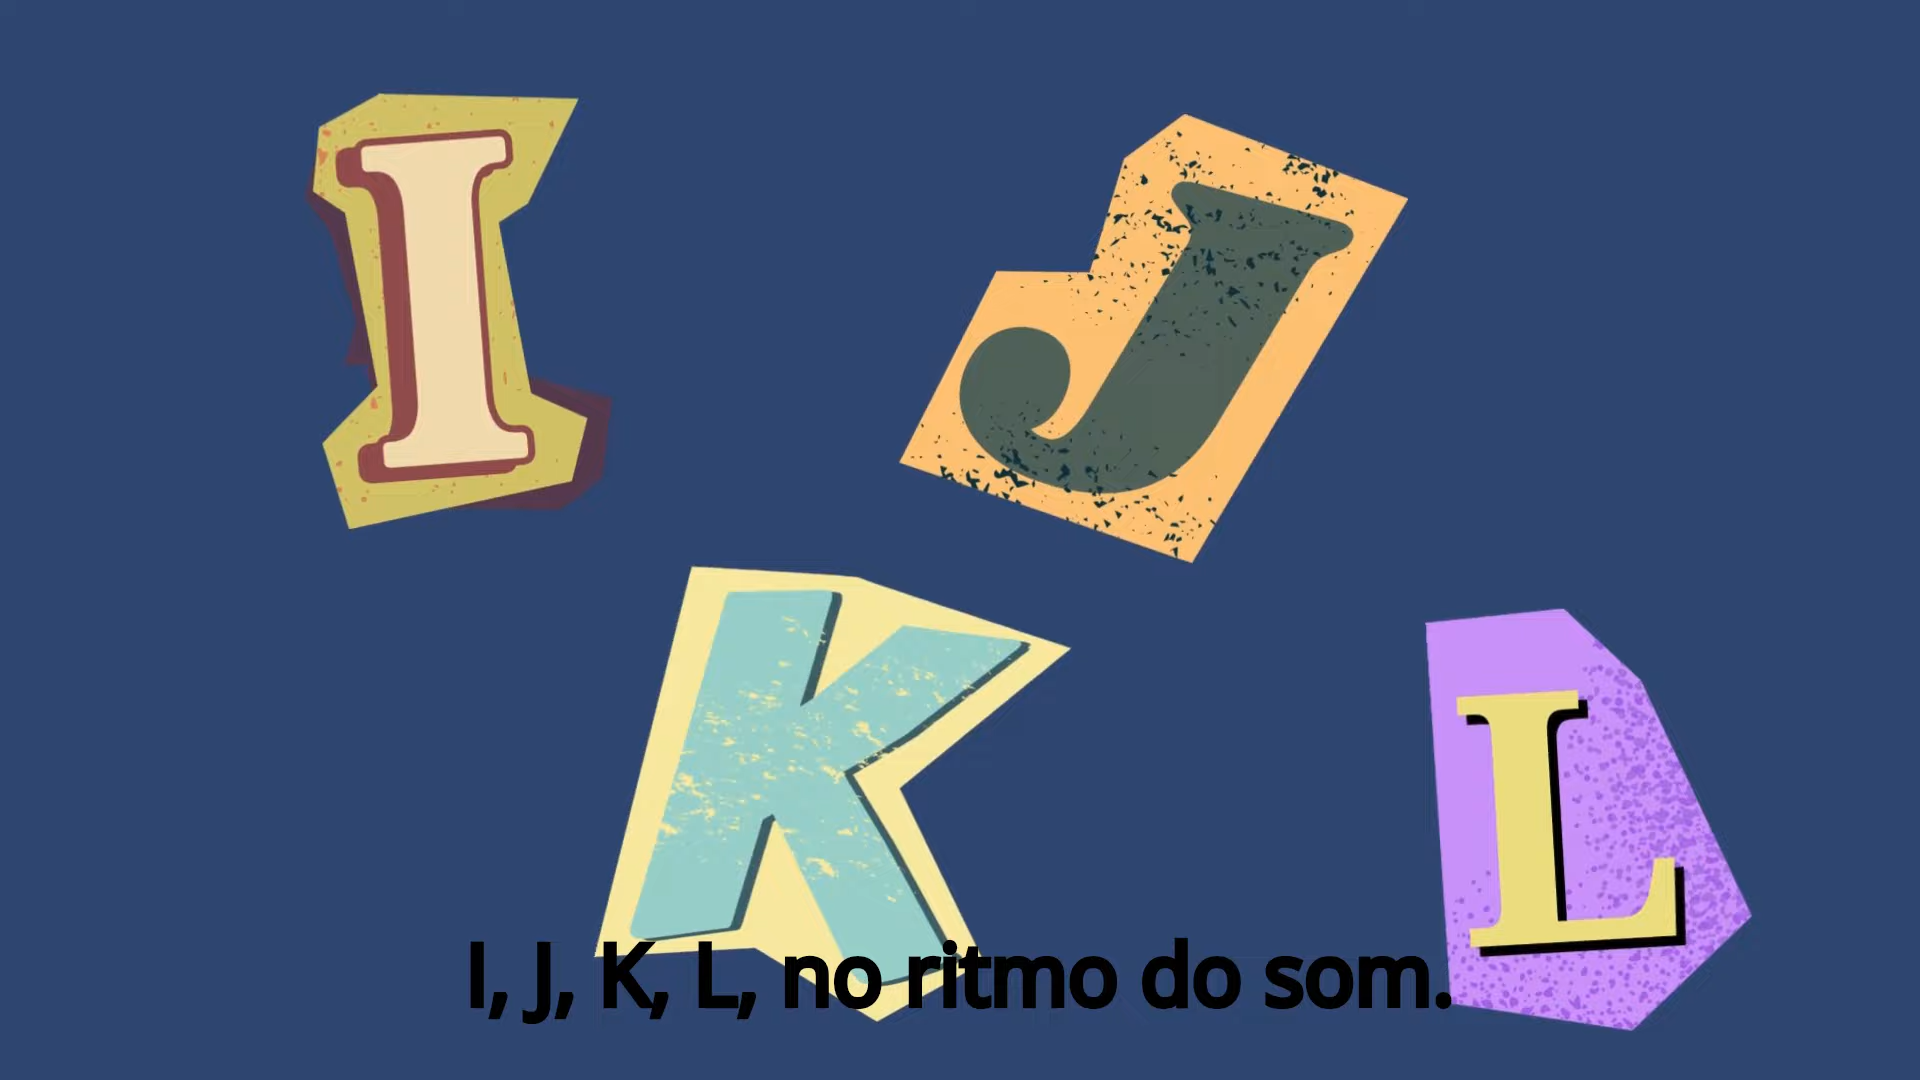 I
J
K
L
I, J, K, L, no ritmo do som.